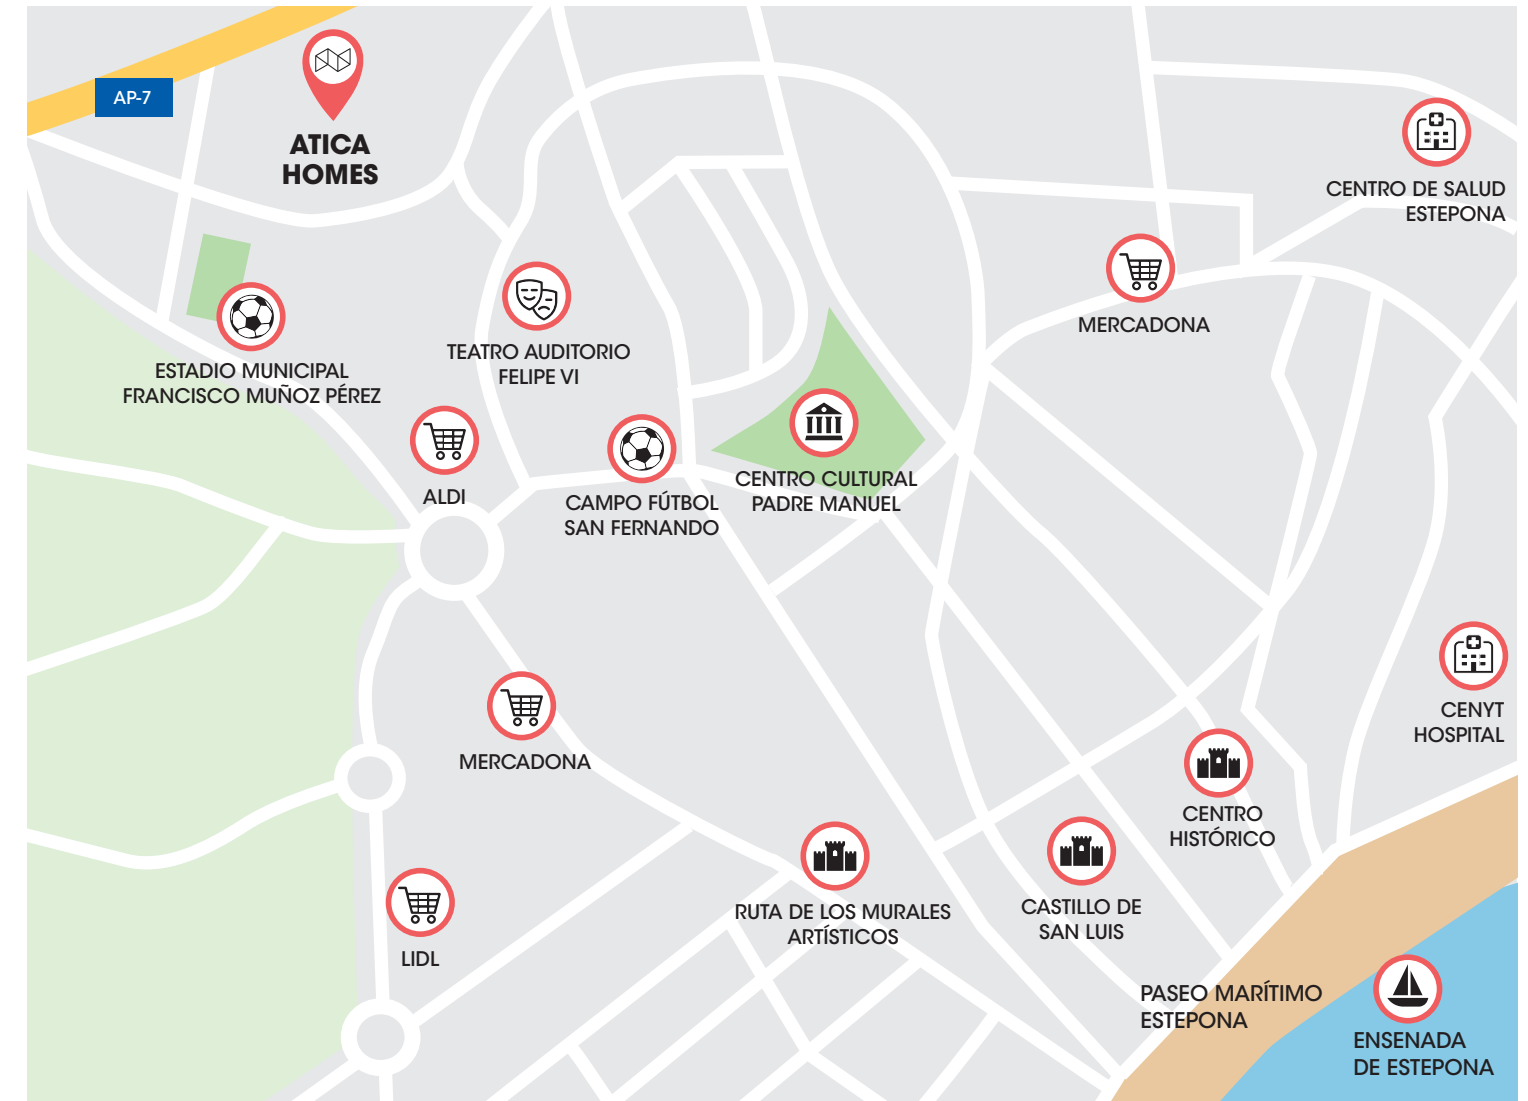 AP-7
ATICA
HOMES
CENTRO DE SALUD
ESTEPONA
MERCADONA
TEATRO AUDITORIO
FELIPE VI
ESTADIO MUNICIPAL
FRANCISCO MUÑOZ PÉREZ
ALDI
CAMPO FÚTBOL
SAN FERNANDO
CENTRO CULTURAL
PADRE MANUEL
CENYT
HOSPITAL
MERCADONA
CENTRO
HISTÓRICO
RUTA DE LOS MURALES
ARTÍSTICOS
CASTILLO DE
SAN LUIS
LIDL
PASEO MARÍTIMO
ESTEPONA
ENSENADA
DE ESTEPONA